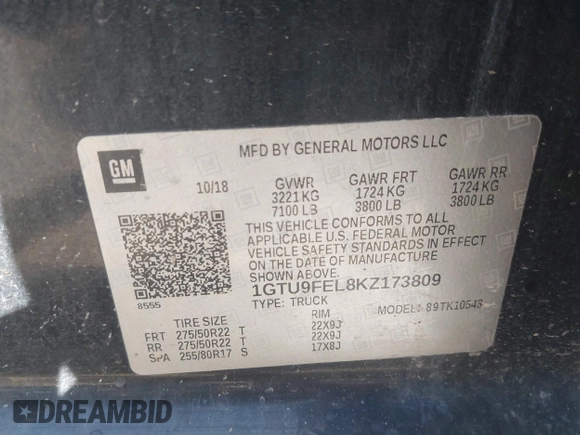 MFD BY GENERAL MOTORS LLC
GM
10/18
GVWR GAWR FRT GAWR RR
3221 KG 1724 KG 1724 KG
7100 LB 3800 LB 3800 LB
THIS VEHICLE CONFORMS TO ALL
APPLICABLE U.S. FEDERAL MOTOR
VEHICLE SAFETY STANDARDS IN EFFECT
ON THE DATE OF MANUFACTURE
SHOWN ABOVE.
8555
1GTU9FEL8KZ173809
TYPE: TRUCK MODEL: 89TK10543
TIRE SIZE RIM
FRT 275/50R22 T 22X9J
RR 275/50R22 T 22X9J
SPA 255/80R17 S 17X8J
DREAMBID